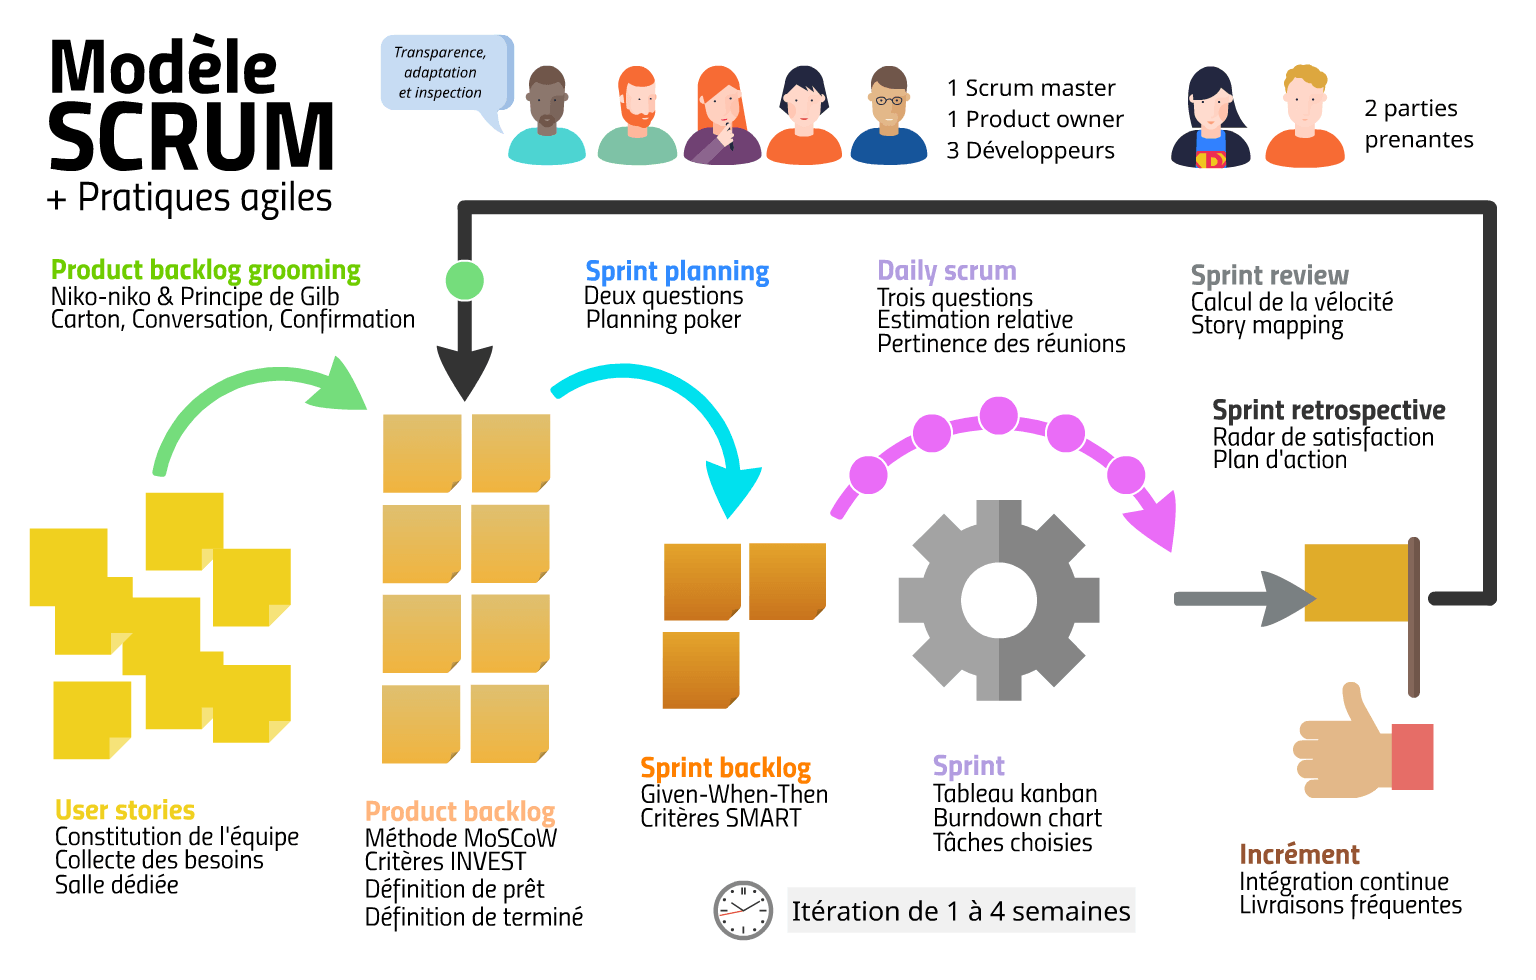 Modèle
SCRUM
+ Pratiques agiles
Transparence,
adaptation
et inspection
1 Scrum master
1 Product owner
3 Développeurs
2 parties
prenantes
Product backlog grooming
Niko-niko & Principe de Gilb
Carton, Conversation, Confirmation
Sprint planning
Deux questions
Planning poker
Daily scrum
Trois questions
Estimation relative
Pertinence des réunions
Sprint review
Calcul de la vélocité
Story mapping
Sprint retrospective
Radar de satisfaction
Plan d'action
User stories
Constitution de l'équipe
Collecte des besoins
Salle dédiée
Product backlog
Méthode MoSCoW
Critères INVEST
Définition de prêt
Définition de terminé
Sprint backlog
Given-When-Then
Critères SMART
Sprint
Tableau kanban
Burndown chart
Tâches choisies
Incrément
Intégration continue
Livraisons fréquentes
Itération de 1 à 4 semaines